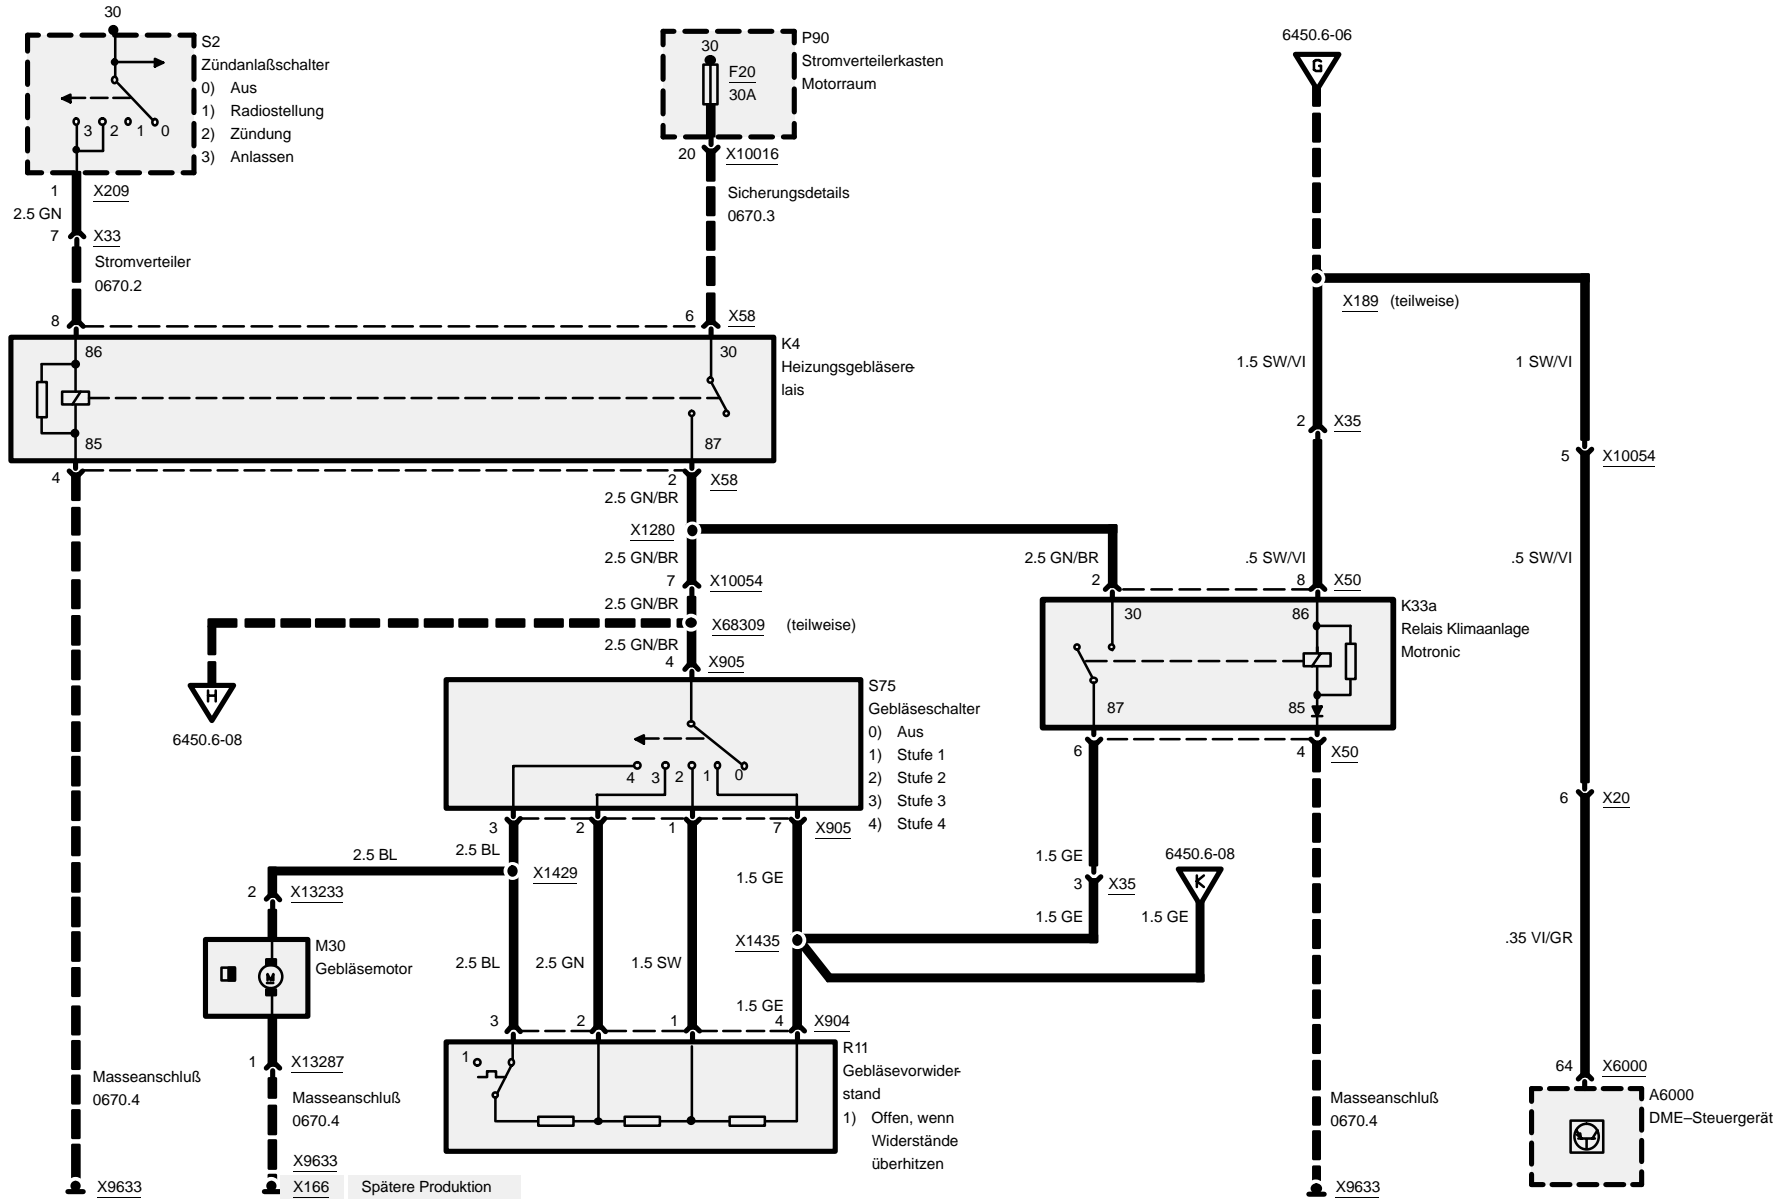 30
S2
Zündanlaßschalter
0) Aus
1) Radiostellung
2) Zündung
3) Anlassen
3 2 1 0
1 X209
2.5 GN
7 X33
Stromverteiler
0670.2
P90
Stromverteilerkasten
Motorraum
30
F20
30A
20 X10016
Sicherungsdetails
0670.3
6450.6-06
G
X189 (teilweise)
1.5 SW/VI
1 SW/VI
2 X35
5 X10054
.5 SW/VI
.5 SW/VI
8
6 X58
86
30
K4
Heizungsgebläsere-
lais
85
87
4
2 X58
2.5 GN/BR
X1280
2.5 GN/BR
2.5 GN/BR
7 X10054
2.5 GN/BR
X68309 (teilweise)
2.5 GN/BR
4 X905
H
6450.6-08
2
8 X50
30
86
K33a
Relais Klimaanlage
Motronic
87
85
6
4 X50
S75
Gebläseschalter
0) Aus
1) Stufe 1
2) Stufe 2
3) Stufe 3
4) Stufe 4
4 3 2 1 0
3 2 1 7 X905
6 X20
2.5 BL
2.5 BL
X1429
1.5 GE
1.5 GE
6450.6-08
K
3 X35
1.5 GE
1.5 GE
2 X13233
M30
Gebläsemotor
M
X1435
2.5 BL
2.5 GN
1.5 SW
1.5 GE
.35 VI/GR
3 2 1 4 X904
R11
Gebläsevorwider-
stand
1) Offen, wenn
Widerstände
überhitzen
1
1 X13287
Masseanschluß
0670.4
Masseanschluß
0670.4
Masseanschluß
0670.4
64 X6000
A6000
DME–Steuergerät
X9633
X9633
X166 Spätere Produktion
X9633